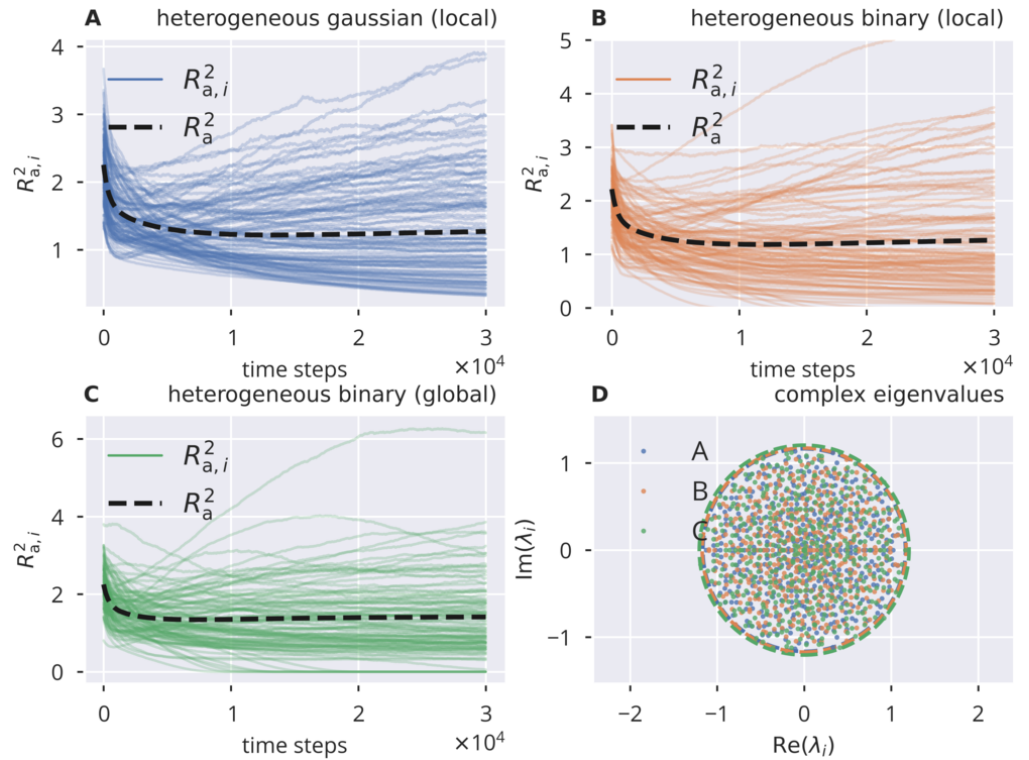 A heterogeneous gaussian (local)
4
3
2
1
R²a,i
R²a,i
R²a
0 1 2 3
×10⁴
time steps
B heterogeneous binary (local)
5
4
3
2
1
0
R²a,i
R²a,i
R²a
0 1 2 3
×10⁴
time steps
C heterogeneous binary (global)
6
4
2
0
R²a,i
R²a,i
R²a
0 1 2 3
×10⁴
time steps
D complex eigenvalues
1
0
−1
Im(λi)
A
B
C
−2 −1 0 1 2
Re(λi)